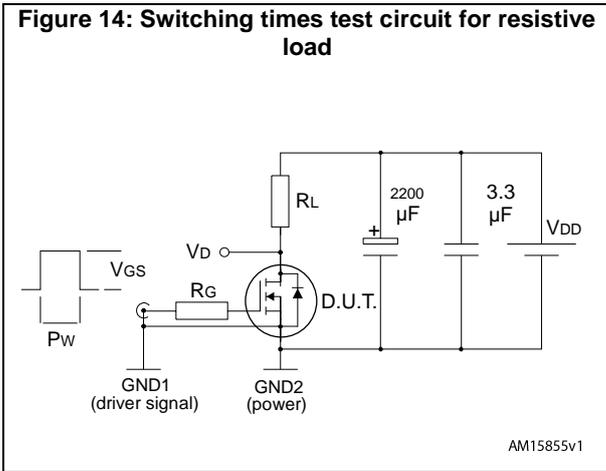 Figure 14: Switching times test circuit for resistive
load
RL
2200
µF
+
3.3
µF
VDD
VD
VGS
RG
D.U.T.
PW
GND1
(driver signal)
GND2
(power)
AM15855v1